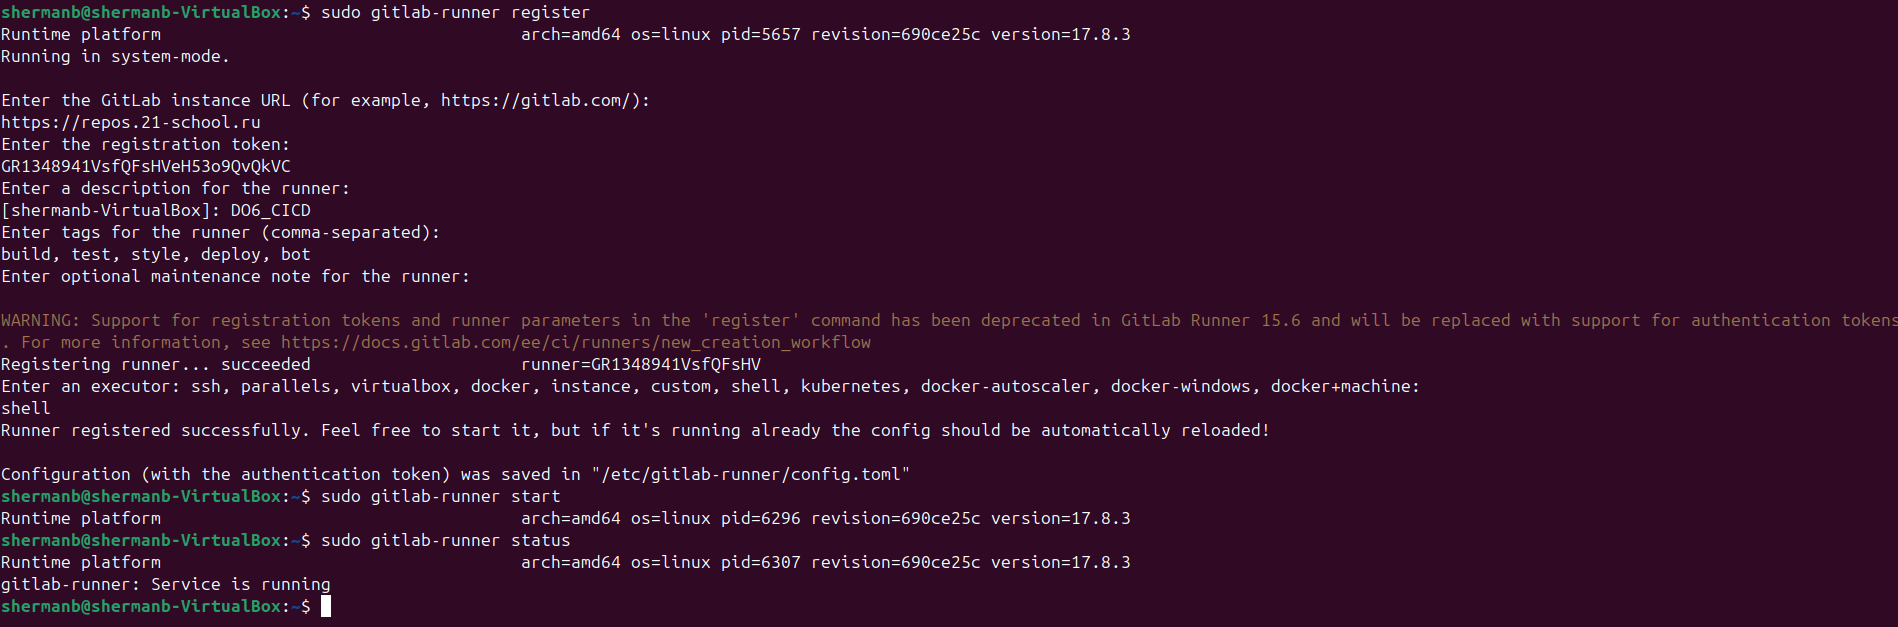 shermanb@shermanb-VirtualBox:~$ sudo gitlab-runner register
Runtime platform                                    arch=amd64 os=linux pid=5657 revision=690ce25c version=17.8.3
Running in system-mode.

Enter the GitLab instance URL (for example, https://gitlab.com/):
https://repos.21-school.ru
Enter the registration token:
GR1348941VsfQFsHVeH53o9QvQkVC
Enter a description for the runner:
[shermanb-VirtualBox]: DO6_CICD
Enter tags for the runner (comma-separated):
build, test, style, deploy, bot
Enter optional maintenance note for the runner:

WARNING: Support for registration tokens and runner parameters in the 'register' command has been deprecated in GitLab Runner 15.6 and will be replaced with support for authentication tokens
. For more information, see https://docs.gitlab.com/ee/ci/runners/new_creation_workflow
Registering runner... succeeded                     runner=GR1348941VsfQFsHV
Enter an executor: ssh, parallels, virtualbox, docker, instance, custom, shell, kubernetes, docker-autoscaler, docker-windows, docker+machine:
shell
Runner registered successfully. Feel free to start it, but if it's running already the config should be automatically reloaded!

Configuration (with the authentication token) was saved in "/etc/gitlab-runner/config.toml"
shermanb@shermanb-VirtualBox:~$ sudo gitlab-runner start
Runtime platform                                    arch=amd64 os=linux pid=6296 revision=690ce25c version=17.8.3
shermanb@shermanb-VirtualBox:~$ sudo gitlab-runner status
Runtime platform                                    arch=amd64 os=linux pid=6307 revision=690ce25c version=17.8.3
gitlab-runner: Service is running
shermanb@shermanb-VirtualBox:~$